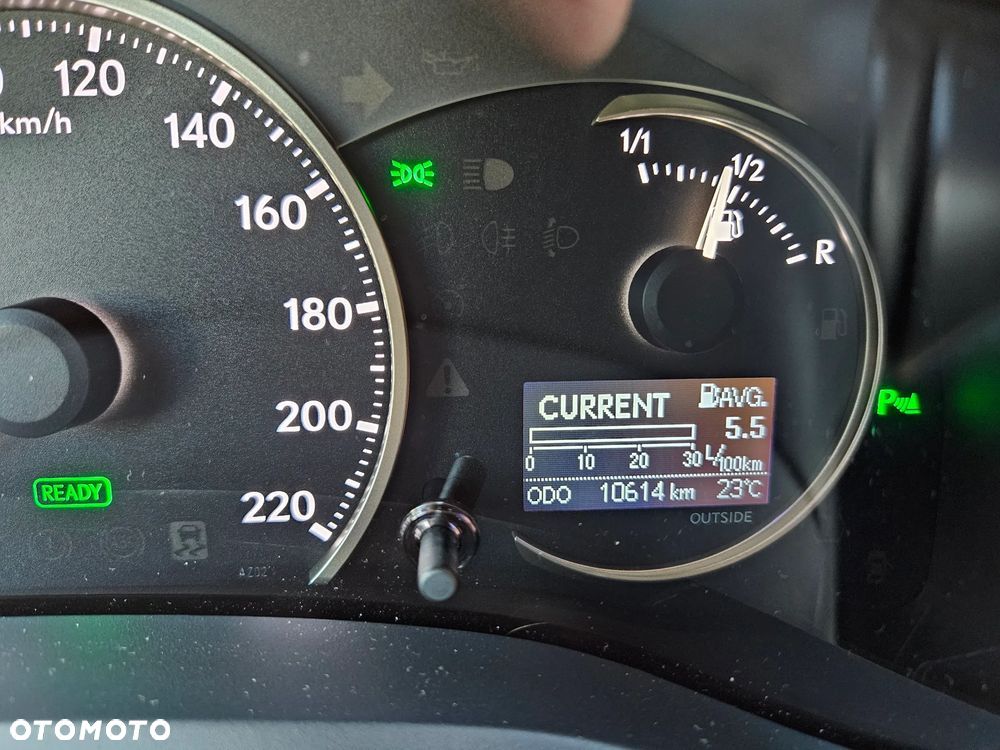 120
km/h
140
160
180
200
220
READY
1/1
1/2
R
CURRENT
AVG.
5.5
L/100km
0 10 20 30
ODO 10614 km 23°C
OUTSIDE
P
OTOMOTO